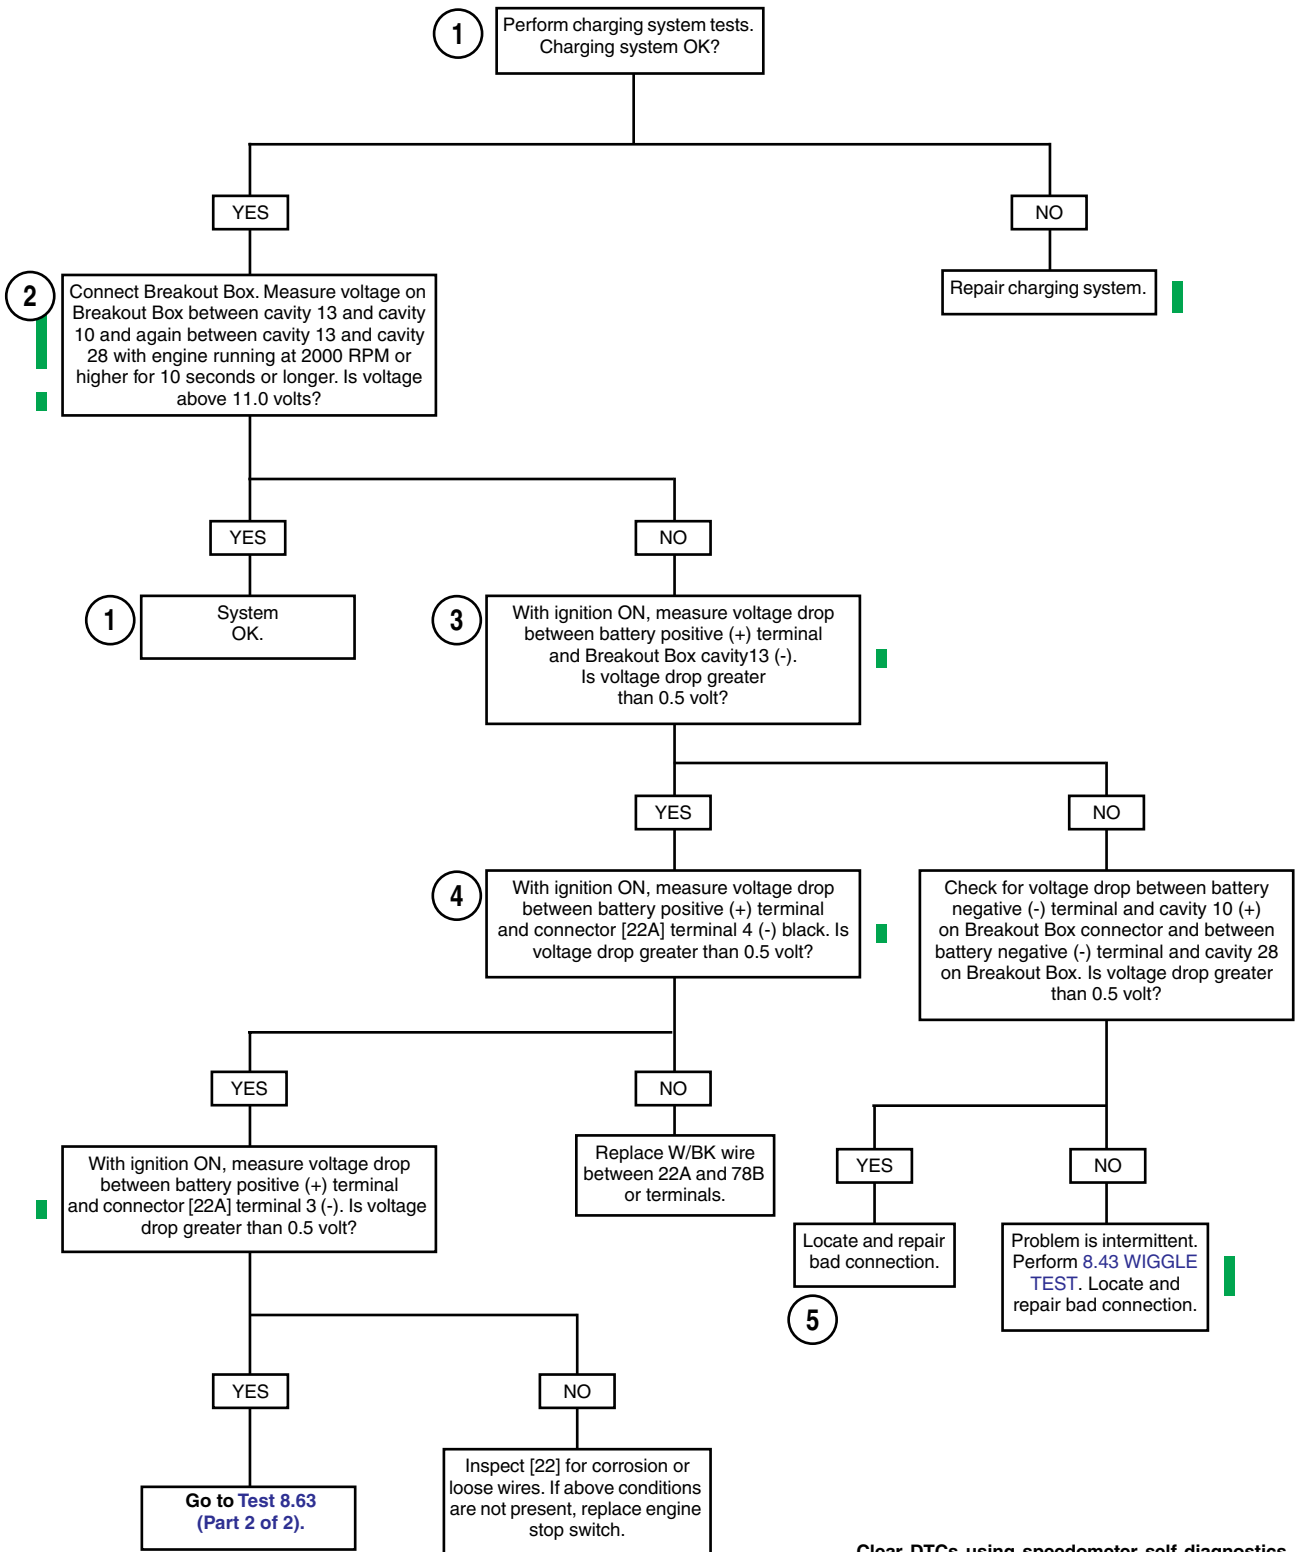 1
Perform charging system tests.
Charging system OK?
YES
NO
2
Connect Breakout Box. Measure voltage on
Breakout Box between cavity 13 and cavity
10 and again between cavity 13 and cavity
28 with engine running at 2000 RPM or
higher for 10 seconds or longer. Is voltage
above 11.0 volts?
Repair charging system.
YES
NO
1
System
OK.
3
With ignition ON, measure voltage drop
between battery positive (+) terminal
and Breakout Box cavity13 (-).
Is voltage drop greater
than 0.5 volt?
YES
NO
4
With ignition ON, measure voltage drop
between battery positive (+) terminal
and connector [22A] terminal 4 (-) black. Is
voltage drop greater than 0.5 volt?
Check for voltage drop between battery
negative (-) terminal and cavity 10 (+)
on Breakout Box connector and between
battery negative (-) terminal and cavity 28
on Breakout Box. Is voltage drop greater
than 0.5 volt?
YES
NO
With ignition ON, measure voltage drop
between battery positive (+) terminal
and connector [22A] terminal 3 (-). Is voltage
drop greater than 0.5 volt?
Replace W/BK wire
between 22A and 78B
or terminals.
YES
NO
Locate and repair
bad connection.
5
Problem is intermittent.
Perform 8.43 WIGGLE
TEST. Locate and
repair bad connection.
YES
NO
Go to Test 8.63
(Part 2 of 2).
Inspect [22] for corrosion or
loose wires. If above conditions
are not present, replace engine
stop switch.
Clear DTCs using speedometer self diagnostics